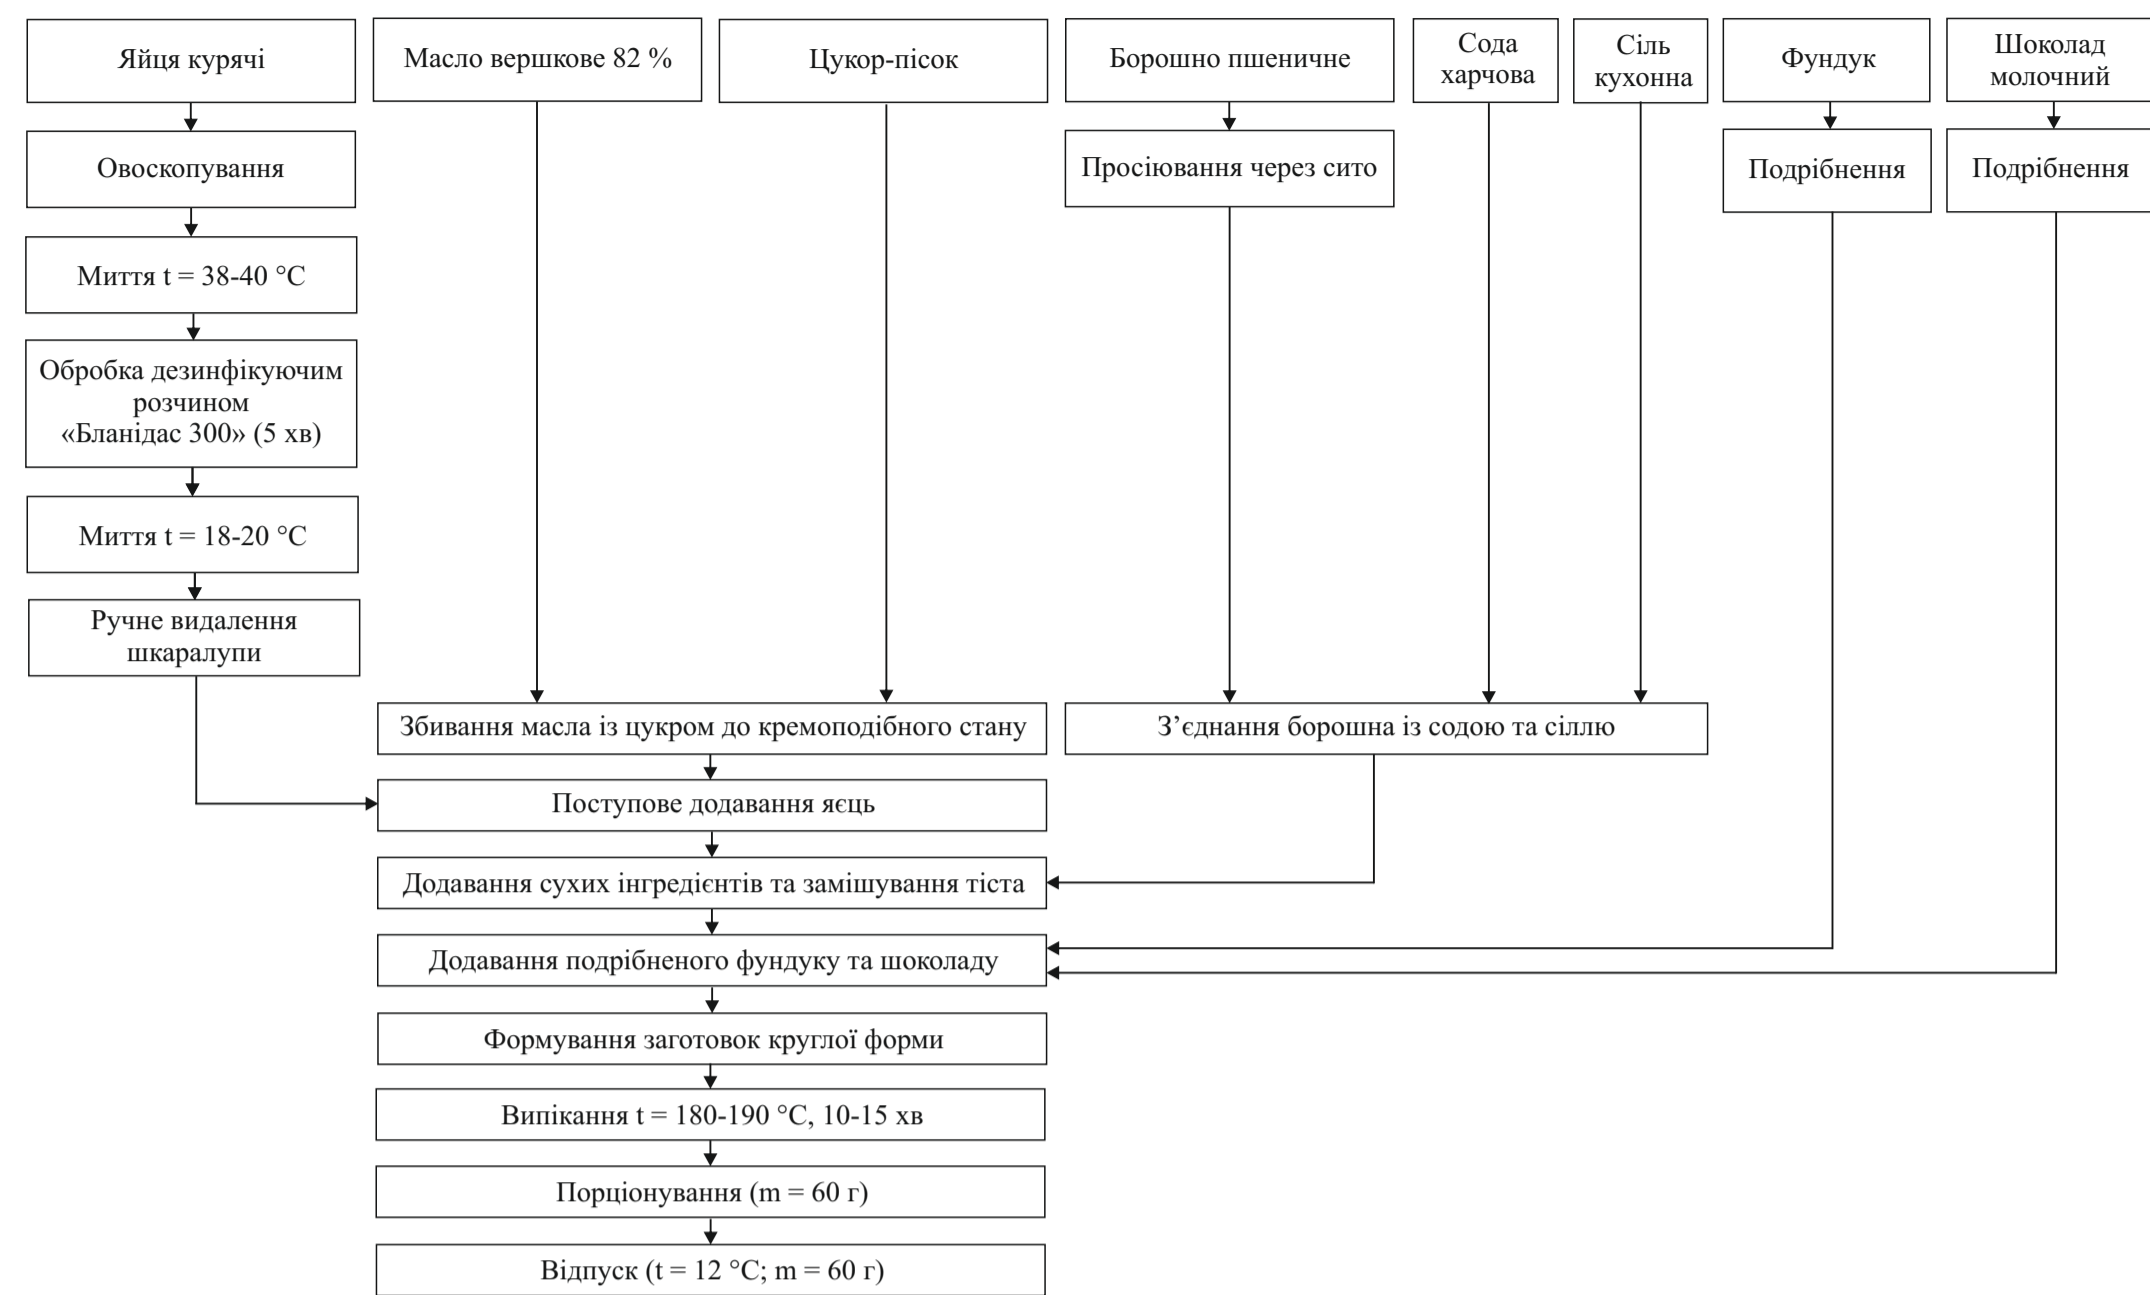 Яйця курячі
Масло вершкове 82 %
Цукор-пісок
Борошно пшеничне
Сода
харчова
Сіль
кухонна
Фундук
Шоколад
молочний
Овоскопування
Просіювання через сито
Подрібнення
Подрібнення
Миття t = 38-40 °C
Обробка дезинфікуючим
розчином
«Бланідас 300» (5 хв)
Миття t = 18-20 °C
Ручне видалення
шкаралупи
Збивання масла із цукром до кремоподібного стану
З’єднання борошна із содою та сіллю
Поступове додавання яєць
Додавання сухих інгредієнтів та замішування тіста
Додавання подрібненого фундуку та шоколаду
Формування заготовок круглої форми
Випікання t = 180-190 °C, 10-15 хв
Порціонування (m = 60 г)
Відпуск (t = 12 °C; m = 60 г)